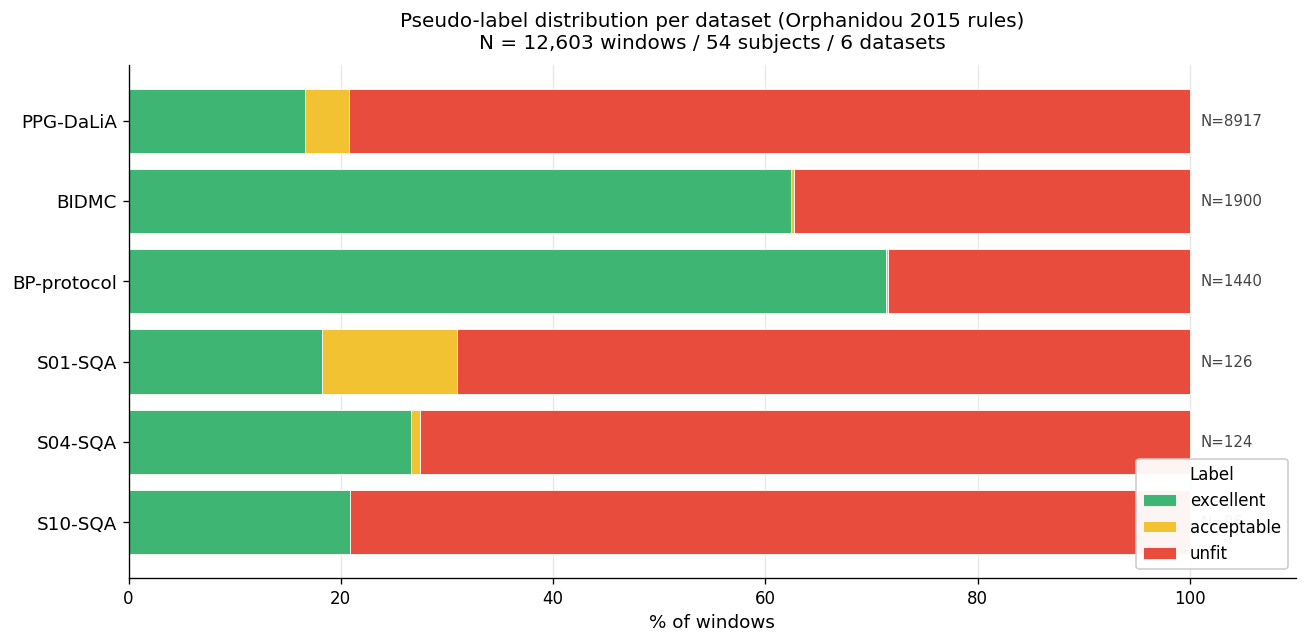 Pseudo-label distribution per dataset (Orphanidou 2015 rules)
N = 12,603 windows / 54 subjects / 6 datasets
PPG-DaLiA
N=8917
BIDMC
N=1900
BP-protocol
N=1440
S01-SQA
N=126
S04-SQA
N=124
S10-SQA
Label
excellent
acceptable
unfit
0 20 40 60 80 100
% of windows